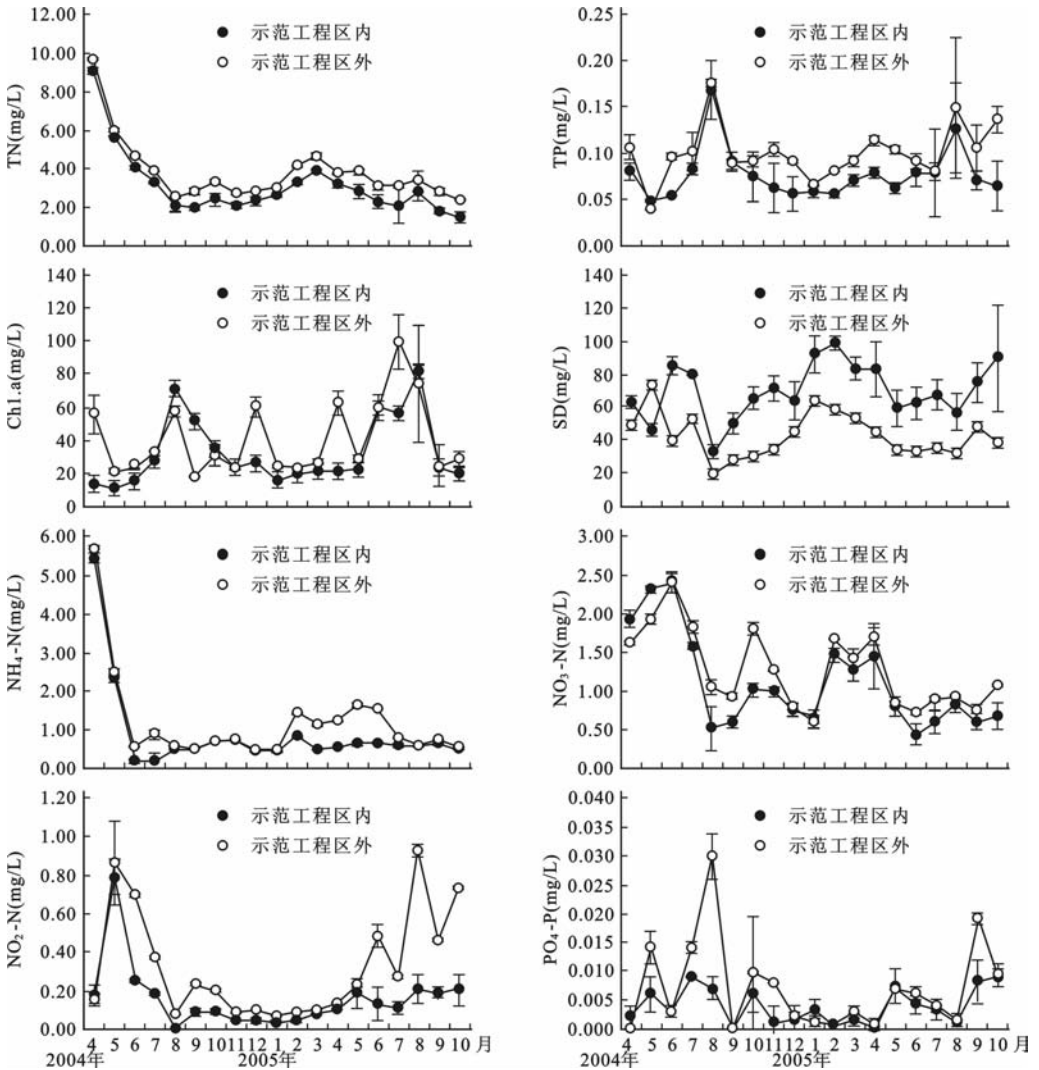 12.00
10.00
8.00
6.00
4.00
2.00
0.00
TN(mg/L)
示范工程区内
示范工程区外
0.25
0.20
0.15
0.10
0.05
0.00
TP(mg/L)
示范工程区内
示范工程区外
140
120
100
80
60
40
20
0
Ch1.a(mg/L)
示范工程区内
示范工程区外
140
120
100
80
60
40
20
0
SD(mg/L)
示范工程区内
示范工程区外
6.00
5.00
4.00
3.00
2.00
1.00
0.00
NH₄-N(mg/L)
示范工程区内
示范工程区外
3.00
2.50
2.00
1.50
1.00
0.50
0.00
NO₃-N(mg/L)
示范工程区内
示范工程区外
1.20
1.00
0.80
0.60
0.40
0.20
0.00
NO₂-N(mg/L)
示范工程区内
示范工程区外
4 5 6 7 8 9 10 11 12 1 2 3 4 5 6 7 8 9 10 月
2004年 2005年
0.040
0.035
0.030
0.025
0.020
0.015
0.010
0.005
0.000
PO₄-P(mg/L)
示范工程区内
示范工程区外
4 5 6 7 8 9 10 11 12 1 2 3 4 5 6 7 8 9 10 月
2004年 2005年